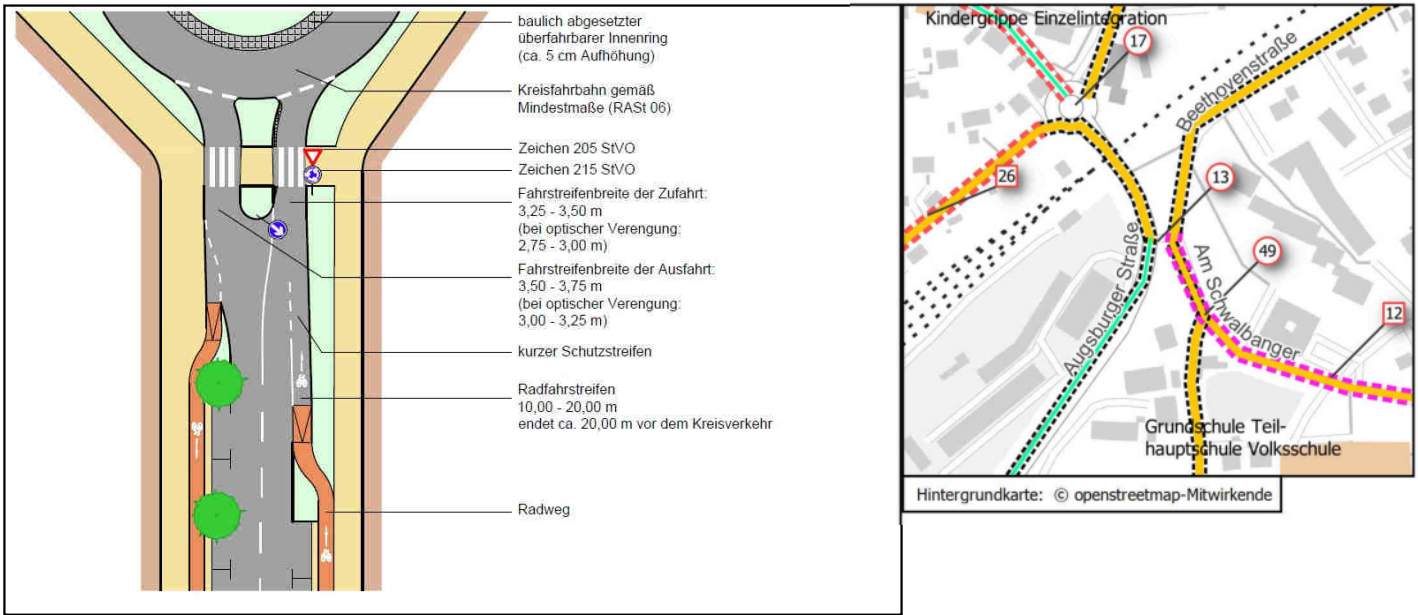 baulich abgesetzter
überfahrbarer Innenring
(ca. 5 cm Aufhöhung)
Kreisfahrbahn gemäß
Mindestmaße (RASt 06)
Zeichen 205 StVO
Zeichen 215 StVO
Fahrstreifenbreite der Zufahrt:
3,25 - 3,50 m
(bei optischer Verengung:
2,75 - 3,00 m)
Fahrstreifenbreite der Ausfahrt:
3,50 - 3,75 m
(bei optischer Verengung:
3,00 - 3,25 m)
kurzer Schutzstreifen
Radfahrstreifen
10,00 - 20,00 m
endet ca. 20,00 m vor dem Kreisverkehr
Radweg
Kindergrippe Einzelintegration
17
Beethovenstraße
26
13
Augsburger Straße
49
Am Schwalbanger
12
Grundschule Teil-
hauptschule Volksschule
Hintergrundkarte: © openstreetmap-Mitwirkende